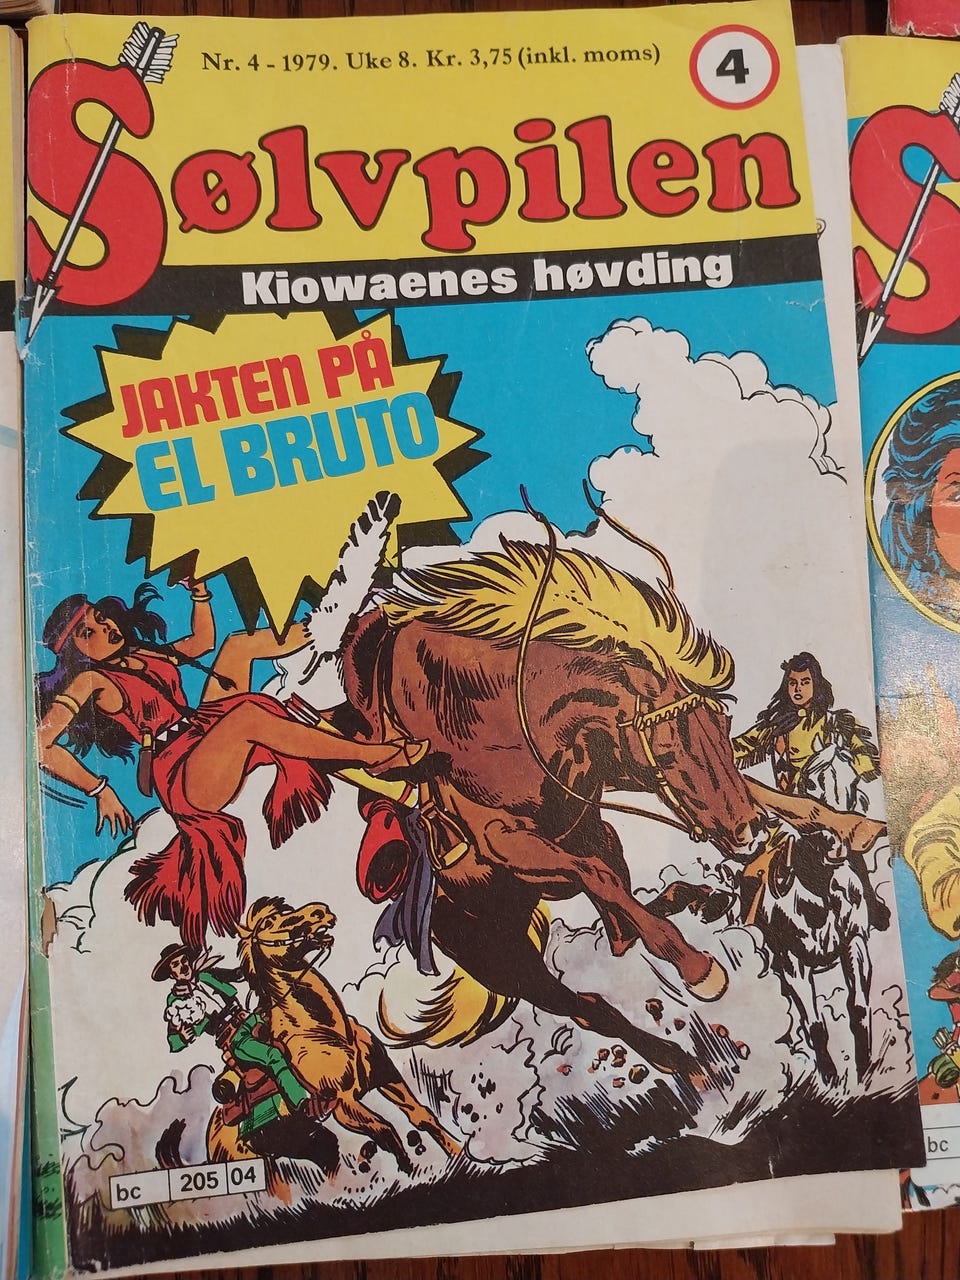 Nr. 4 - 1979. Uke 8. Kr. 3,75 (inkl. moms)
4
Sølvpilen
Kiowaenes høvding
JAKTEN PÅ
EL BRUTO
bc 205 04
S
bc